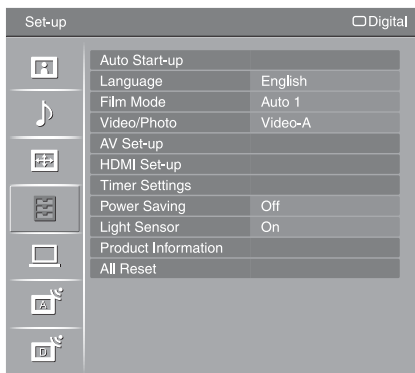 Set-up Digital
Auto Start-up
Language English
Film Mode Auto 1
Video/Photo Video-A
AV Set-up
HDMI Set-up
Timer Settings
Power Saving Off
Light Sensor On
Product Information
All Reset
A
D